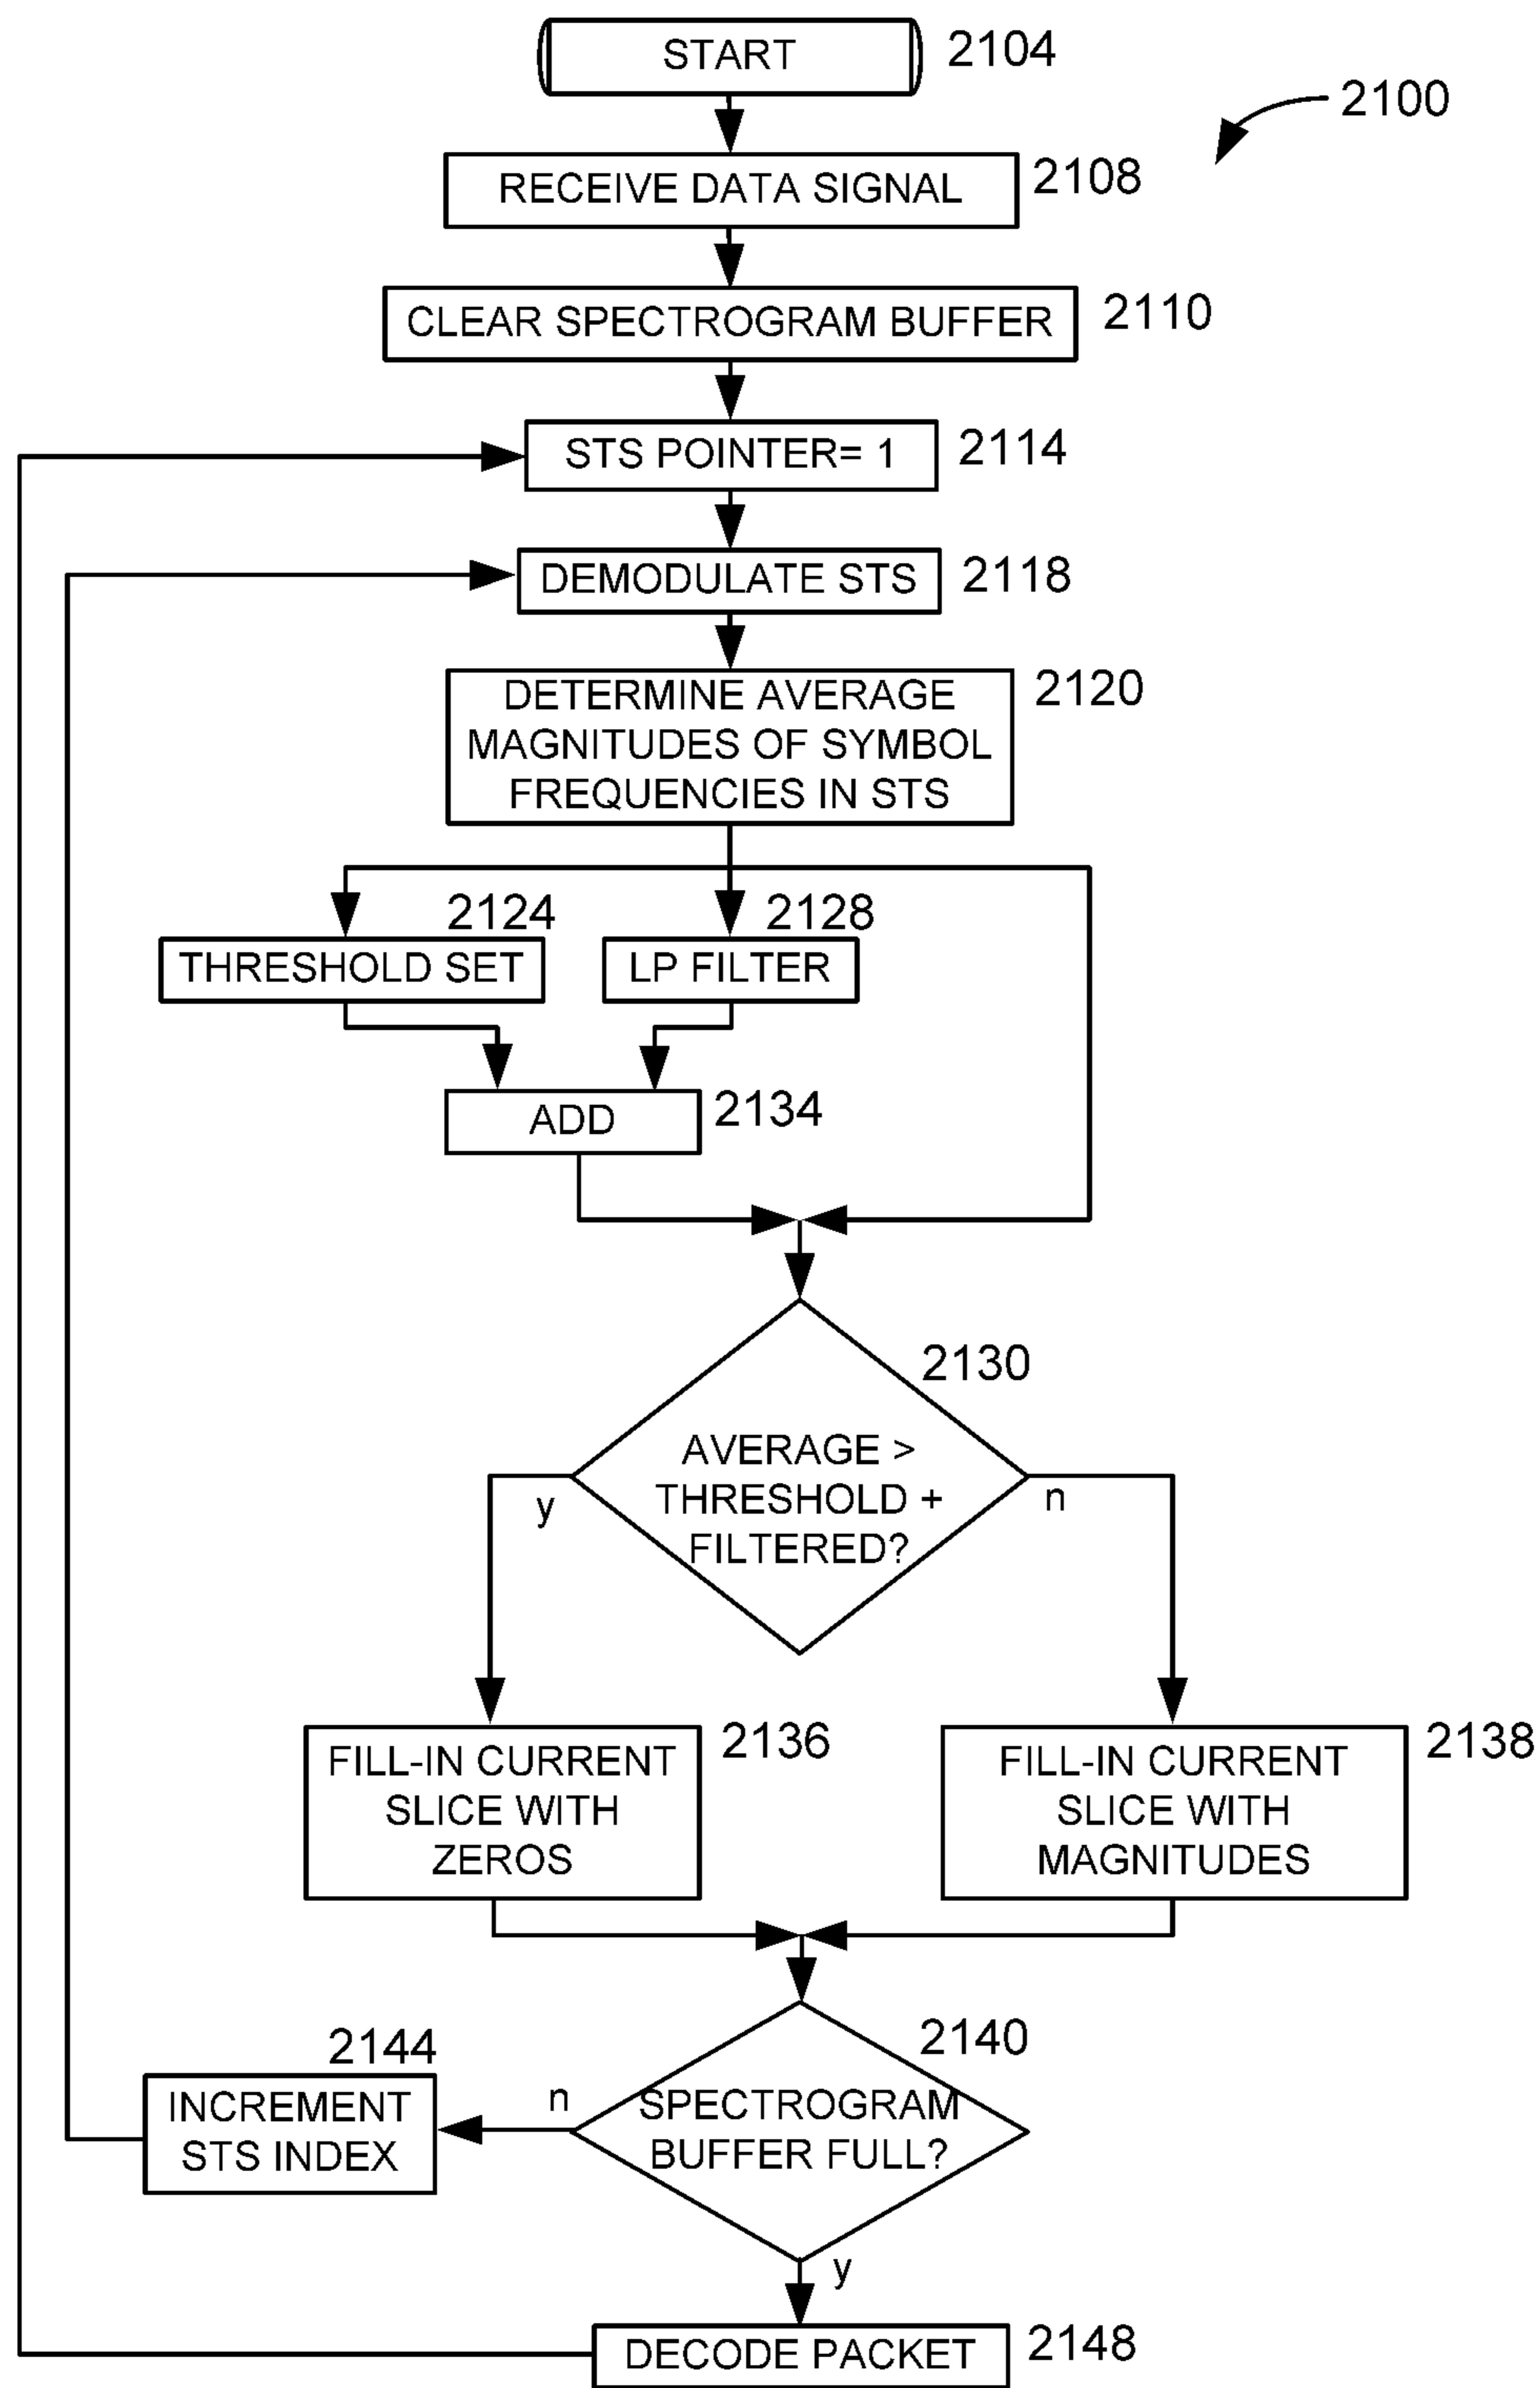 START
2104
2100
RECEIVE DATA SIGNAL
2108
CLEAR SPECTROGRAM BUFFER
2110
STS POINTER= 1
2114
DEMODULATE STS
2118
DETERMINE AVERAGE
MAGNITUDES OF SYMBOL
FREQUENCIES IN STS
2120
2124
THRESHOLD SET
2128
LP FILTER
ADD
2134
2130
AVERAGE >
THRESHOLD +
FILTERED?
y
n
FILL-IN CURRENT
SLICE WITH
ZEROS
2136
FILL-IN CURRENT
SLICE WITH
MAGNITUDES
2138
2140
SPECTROGRAM
BUFFER FULL?
n
2144
INCREMENT
STS INDEX
y
DECODE PACKET
2148